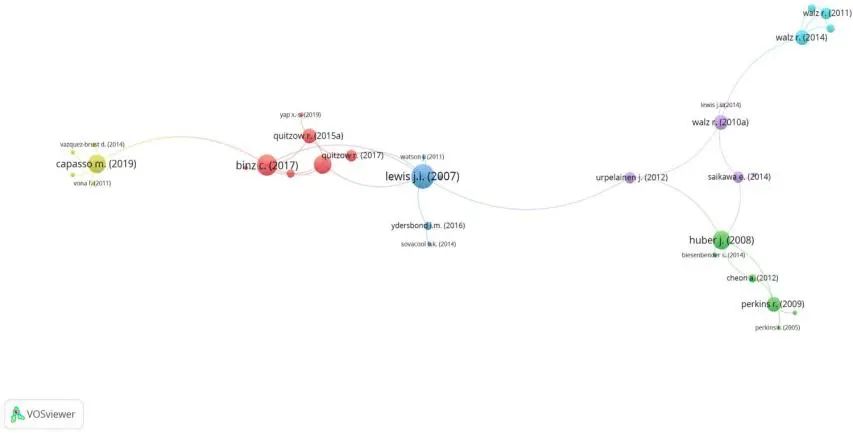 walz r. (2011)
walz r. (2014)
lewis j.i. (2014)
walz r. (2010a)
yap x.-s. (2019)
quitzow r. (2015a)
vazquez-brust d. (2014)
capasso m. (2019)
vona f. (2011)
binz c. (2017)
quitzow r. (2017)
watson j. (2011)
lewis j.i. (2007)
urpelainen j. (2012)
saikawa e. (2014)
ydersbond i.m. (2016)
sovacool b.k. (2014)
huber j. (2008)
biesenbender s. (2014)
cheon a. (2012)
perkins r. (2009)
perkins r. (2005)
VOSviewer